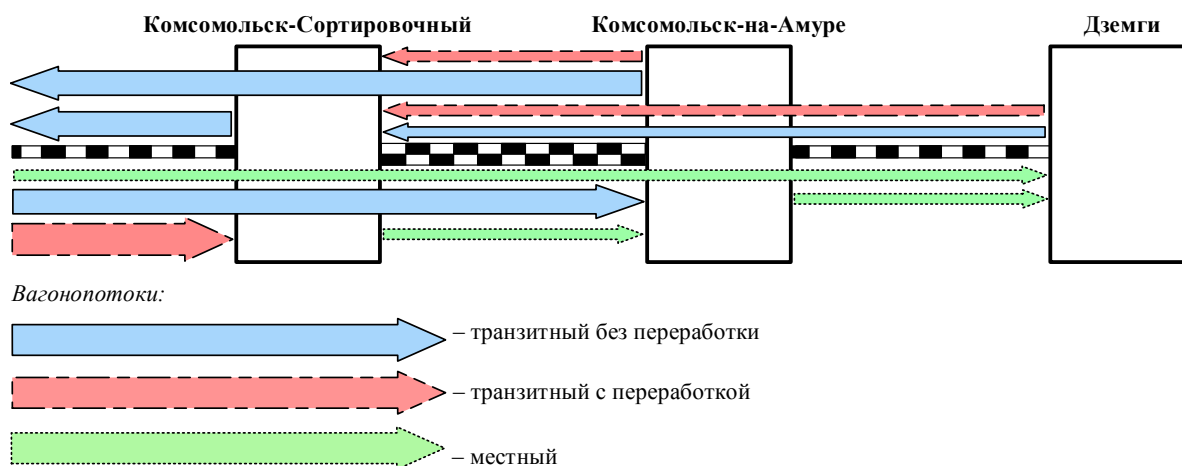 Комсомольск-Сортировочный Комсомольск-на-Амуре Дземги
Вагонопотоки:
– транзитный без переработки
– транзитный с переработкой
– местный